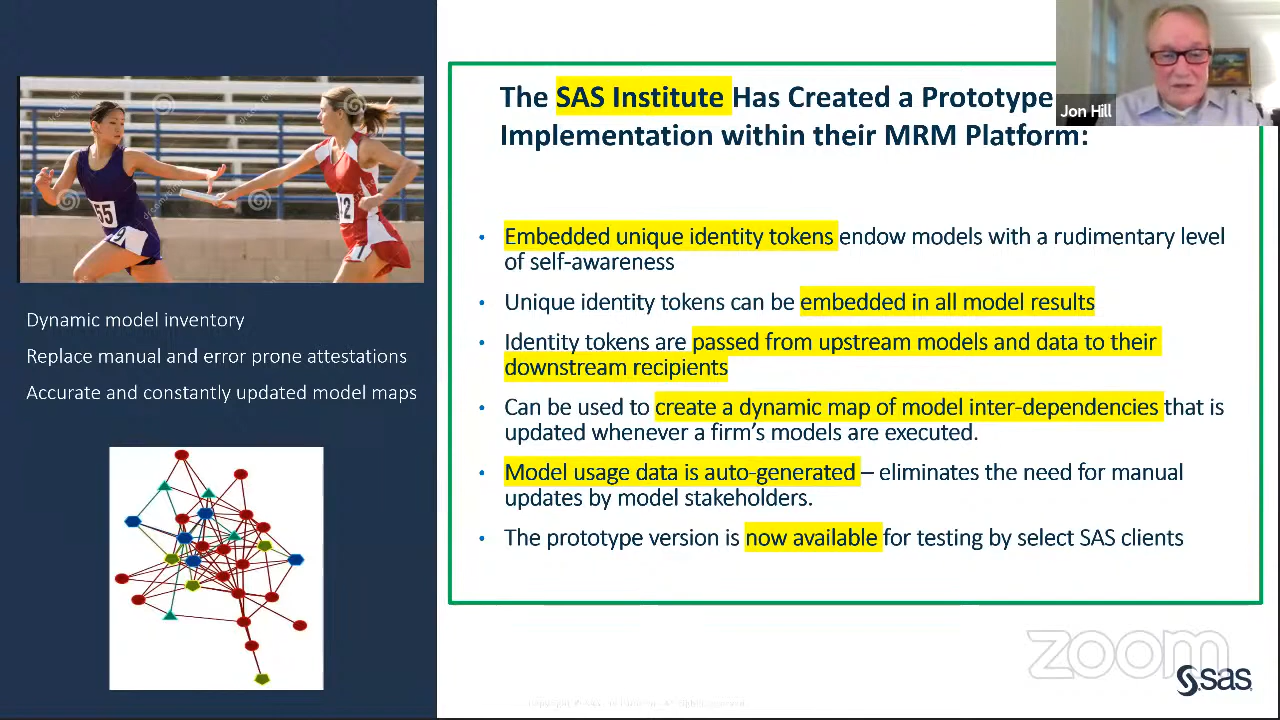 The SAS Institute Has Created a Prototype
Implementation within their MRM Platform:
Jon Hill
• Embedded unique identity tokens endow models with a rudimentary level
of self-awareness
• Unique identity tokens can be embedded in all model results
• Identity tokens are passed from upstream models and data to their
downstream recipients
• Can be used to create a dynamic map of model inter-dependencies that is
updated whenever a firm's models are executed.
• Model usage data is auto-generated – eliminates the need for manual
updates by model stakeholders.
• The prototype version is now available for testing by select SAS clients
55
12
Dynamic model inventory
Replace manual and error prone attestations
Accurate and constantly updated model maps
zoom
sas